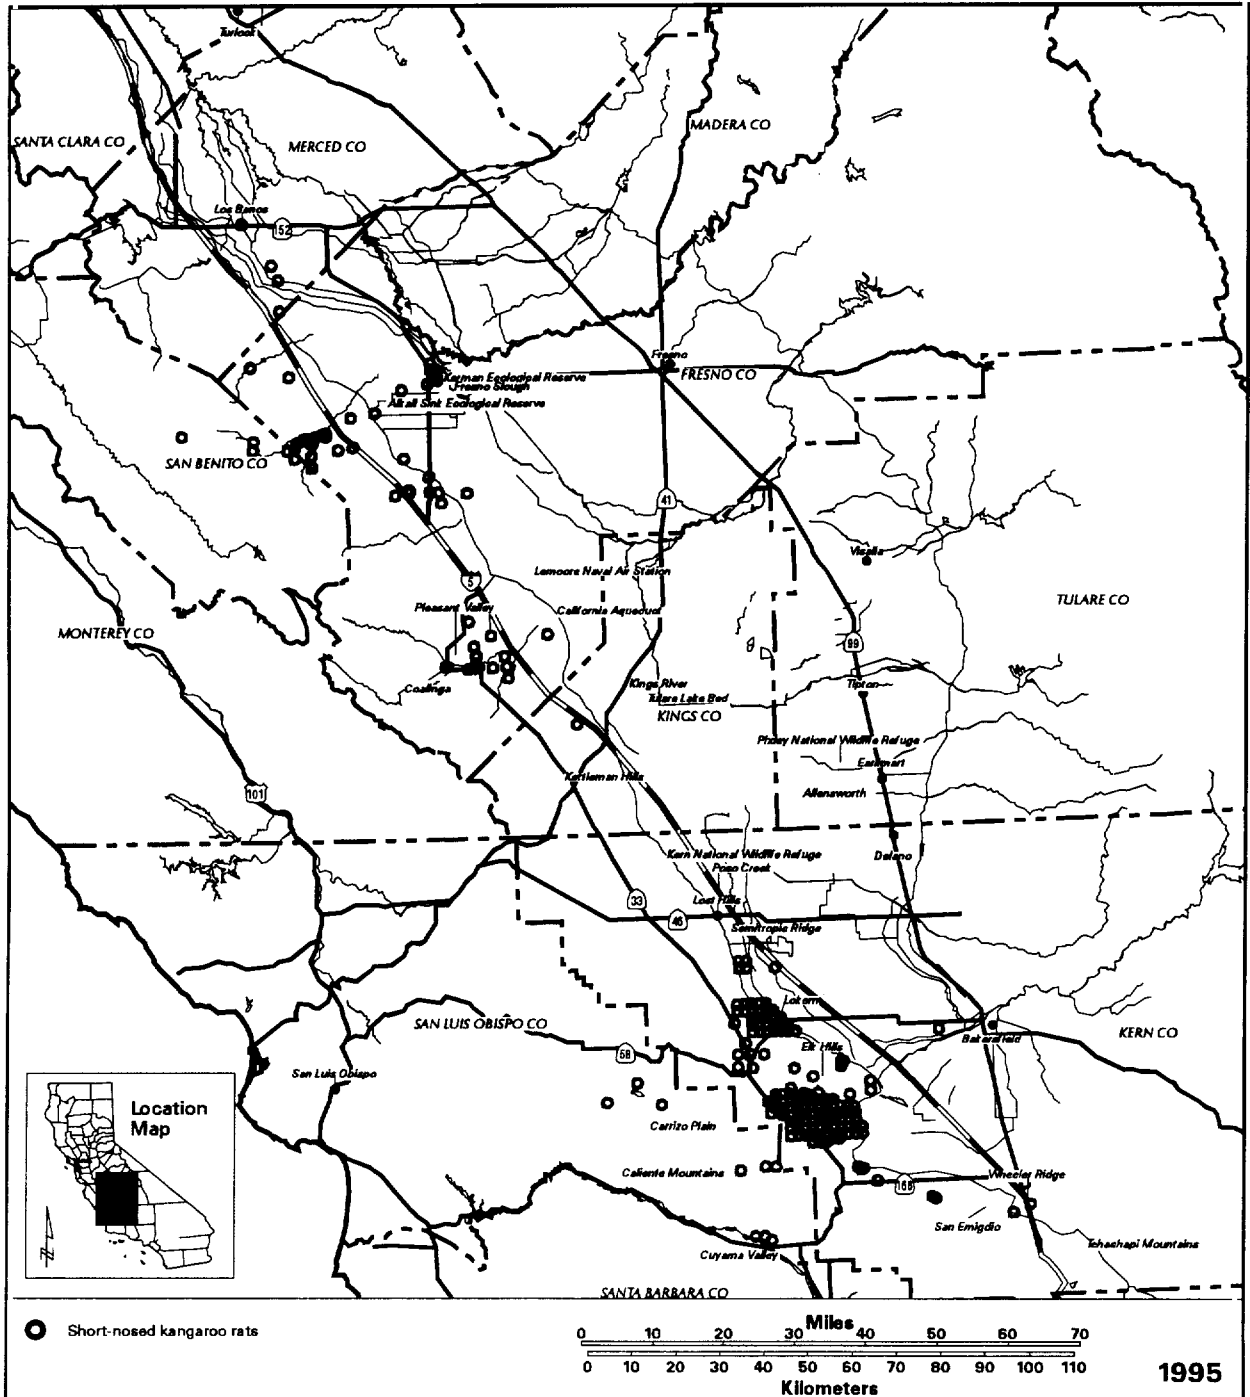 Turlock
SANTA CLARA CO
MERCED CO
MADERA CO
Los Banos
152
Fresno
FRESNO CO
Kerman Ecological Reserve
Fresno Slough
Alkali Sink Ecological Reserve
SAN BENITO CO
41
Visalia
Lemoore Naval Air Station
5
Pleasant Valley
California Aqueduct
TULARE CO
MONTEREY CO
99
Coalinga
Kings River
Tulare Lake Bed
Tipton
KINGS CO
Pixley National Wildlife Refuge
Earlimart
Kettleman Hills
Allensworth
101
Kern National Wildlife Refuge
Delano
Poso Creek
33
Lost Hills
46
Semitropic Ridge
Lokern
SAN LUIS OBISPO CO
KERN CO
Bakersfield
Elk Hills
58
San Luis Obispo
Location
Map
Carrizo Plain
Caliente Mountains
Wheeler Ridge
166
San Emigdio
Tehachapi Mountains
Cuyama Valley
N
SANTA BARBARA CO
Short-nosed kangaroo rats
Miles
0 10 20 30 40 50 60 70
0 10 20 30 40 50 60 70 80 90 100 110
Kilometers
1995